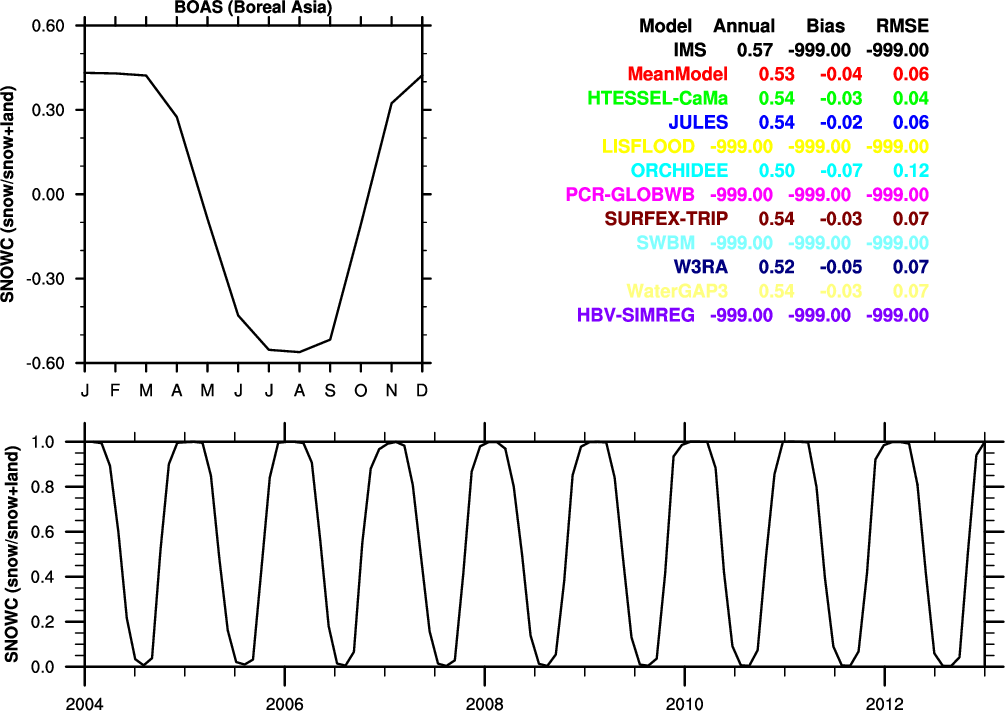 BOAS (Boreal Asia)
SNOWC (snow/snow+land)
0.60
0.30
0.00
-0.30
-0.60
J F M A M J J A S O N D
Model Annual Bias RMSE
IMS 0.57 -999.00 -999.00
MeanModel 0.53 -0.04 0.06
HTESSEL-CaMa 0.54 -0.03 0.04
JULES 0.54 -0.02 0.06
LISFLOOD -999.00 -999.00 -999.00
ORCHIDEE 0.50 -0.07 0.12
PCR-GLOBWB -999.00 -999.00 -999.00
SURFEX-TRIP 0.54 -0.03 0.07
SWBM -999.00 -999.00 -999.00
W3RA 0.52 -0.05 0.07
WaterGAP3 0.54 -0.03 0.07
HBV-SIMREG -999.00 -999.00 -999.00
SNOWC (snow/snow+land)
1.0
0.8
0.6
0.4
0.2
0.0
2004 2006 2008 2010 2012